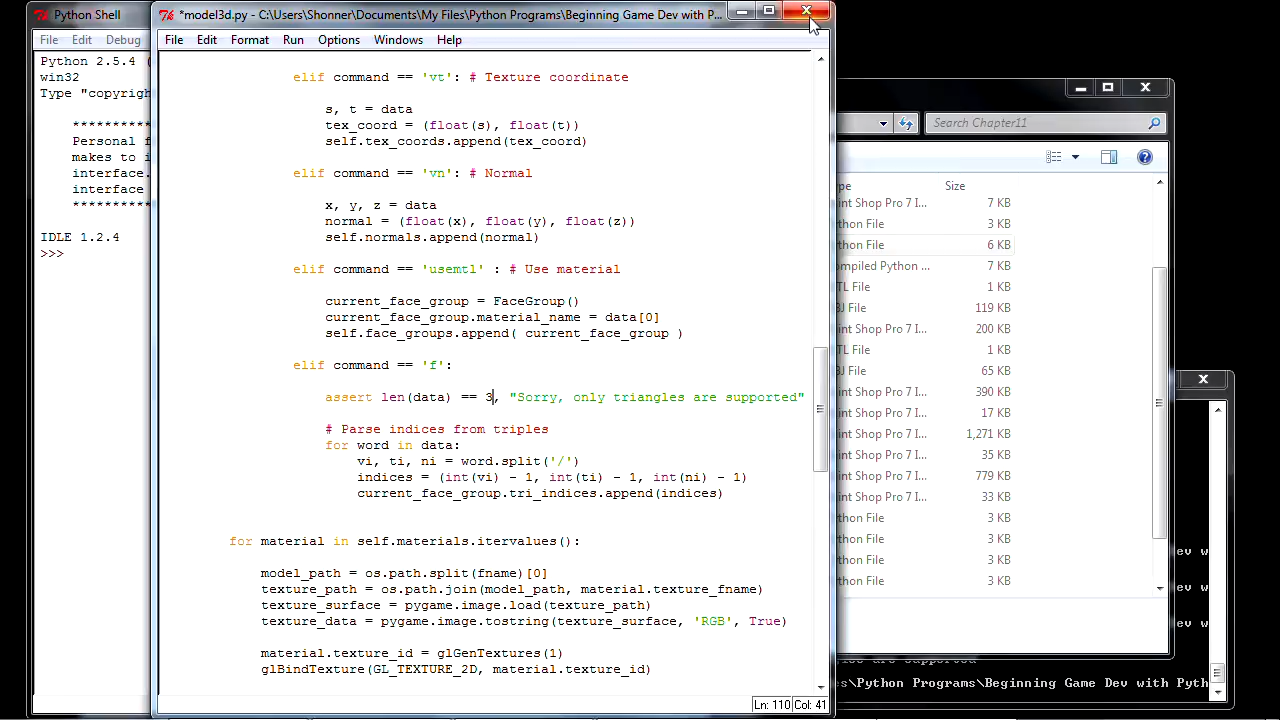 Python Shell
File Edit Debug
Python 2.5.4 (
win32
Type "copyrigh
***********
Personal f
makes to i
interface.
interface
***********
IDLE 1.2.4
>>>
*model3d.py - C:\Users\Shonner\Documents\My Files\Python Programs\Beginning Game Dev with P...
File Edit Format Run Options Windows Help
elif command == 'vt': # Texture coordinate
s, t = data
tex_coord = (float(s), float(t))
self.tex_coords.append(tex_coord)
elif command == 'vn': # Normal
x, y, z = data
normal = (float(x), float(y), float(z))
self.normals.append(normal)
elif command == 'usemtl' : # Use material
current_face_group = FaceGroup()
current_face_group.material_name = data[0]
self.face_groups.append( current_face_group )
elif command == 'f':
assert len(data) == 3, "Sorry, only triangles are supported"
# Parse indices from triples
for word in data:
vi, ti, ni = word.split('/')
indices = (int(vi) - 1, int(ti) - 1, int(ni) - 1)
current_face_group.tri_indices.append(indices)
for material in self.materials.itervalues():
model_path = os.path.split(fname)[0]
texture_path = os.path.join(model_path, material.texture_fname)
texture_surface = pygame.image.load(texture_path)
texture_data = pygame.image.tostring(texture_surface, 'RGB', True)
material.texture_id = glGenTextures(1)
glBindTexture(GL_TEXTURE_2D, material.texture_id)
Ln: 110 Col: 41
Search Chapter11
ype Size
int Shop Pro 7 I... 7 KB
thon File 3 KB
thon File 6 KB
ompiled Python ... 7 KB
TL File 1 KB
BJ File 119 KB
int Shop Pro 7 I... 200 KB
TL File 1 KB
BJ File 65 KB
int Shop Pro 7 I... 390 KB
int Shop Pro 7 I... 17 KB
int Shop Pro 7 I... 1,271 KB
int Shop Pro 7 I... 35 KB
int Shop Pro 7 I... 779 KB
int Shop Pro 7 I... 33 KB
thon File 3 KB
thon File 3 KB
thon File 3 KB
thon File 3 KB
ev w
ev w
ev w
are supported
s\Python Programs\Beginning Game Dev with Pyth